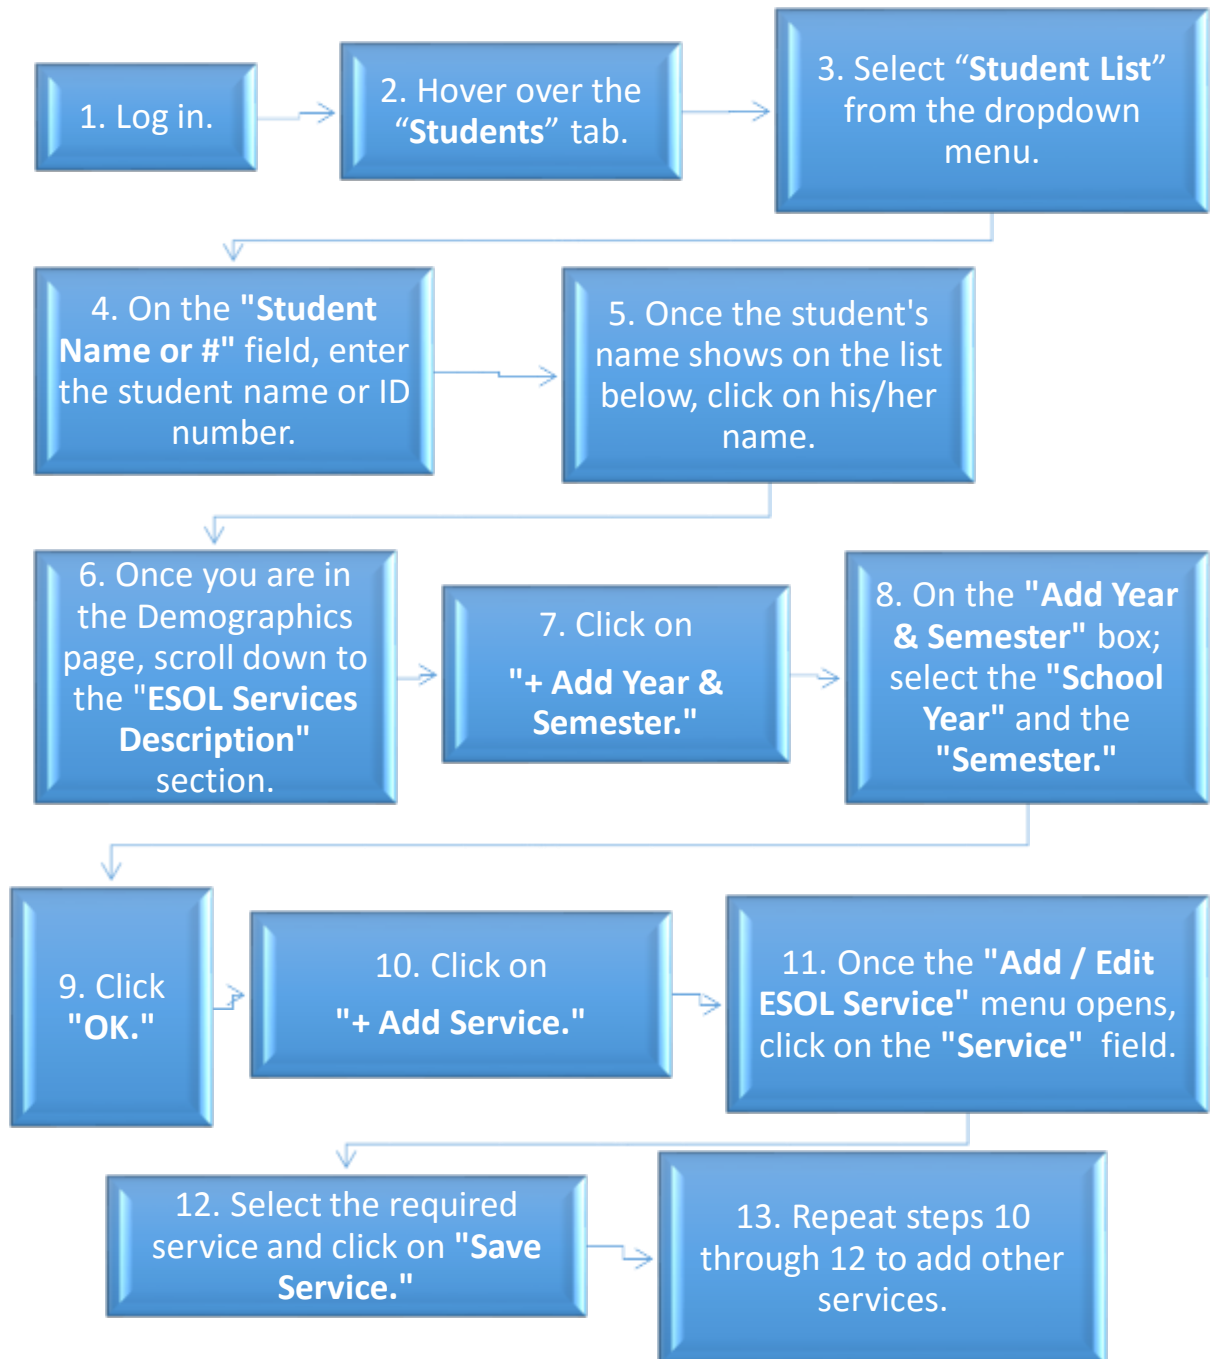 1. Log in.
2. Hover over the
“Students” tab.
3. Select “Student List”
from the dropdown
menu.
4. On the "Student
Name or #" field, enter
the student name or ID
number.
5. Once the student's
name shows on the list
below, click on his/her
name.
6. Once you are in
the Demographics
page, scroll down to
the "ESOL Services
Description"
section.
7. Click on
"+ Add Year &
Semester."
8. On the "Add Year
& Semester" box;
select the "School
Year" and the
"Semester."
9. Click
"OK."
10. Click on
"+ Add Service."
11. Once the "Add / Edit
ESOL Service" menu opens,
click on the "Service" field.
12. Select the required
service and click on "Save
Service."
13. Repeat steps 10
through 12 to add other
services.